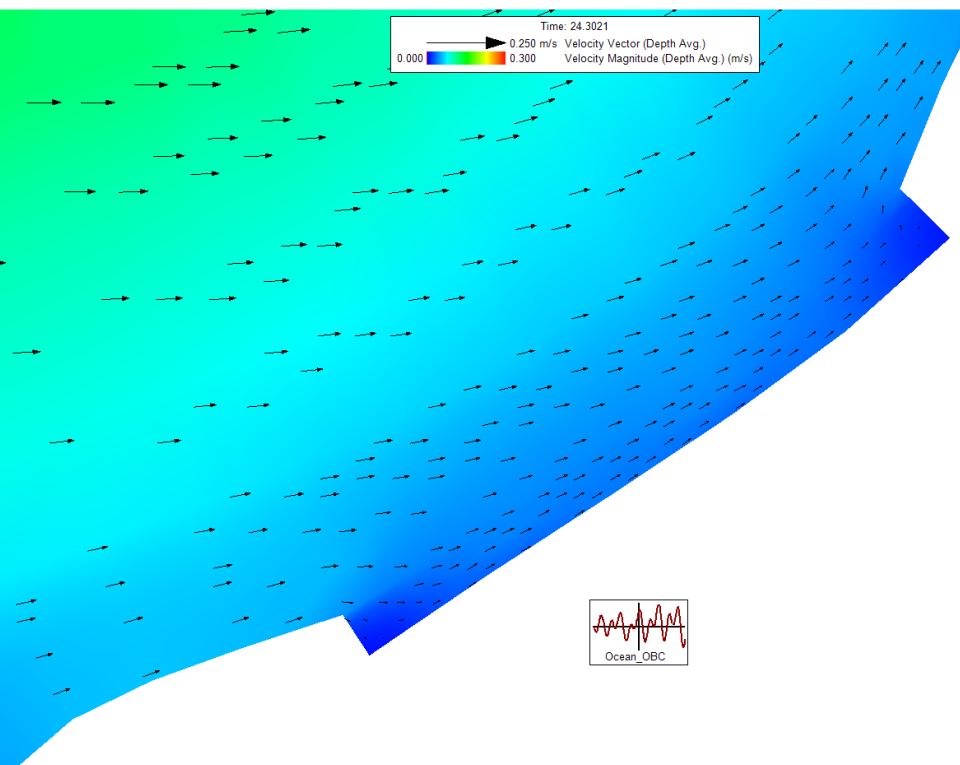 Time: 24.3021
0.250 m/s Velocity Vector (Depth Avg.)
0.000 0.300 Velocity Magnitude (Depth Avg.) (m/s)
Ocean_OBC